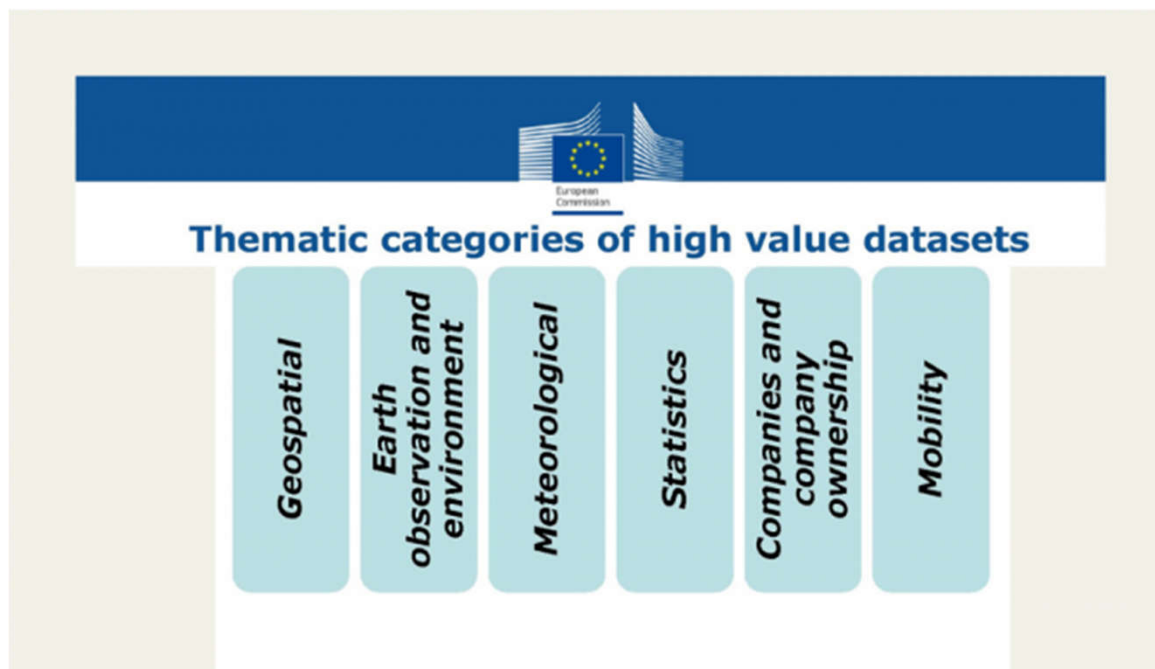 European
Commission
Thematic categories of high value datasets
Geospatial
Earth
observation and
environment
Meteorological
Statistics
Companies and
company
ownership
Mobility